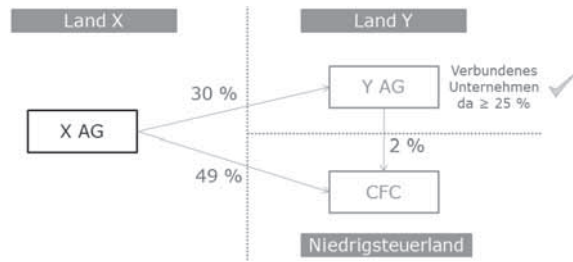 Land X
Land Y
30 %
Y AG
Verbundenes
Unternehmen
da ≥ 25 %
X AG
2 %
49 %
CFC
Niedrigsteuerland